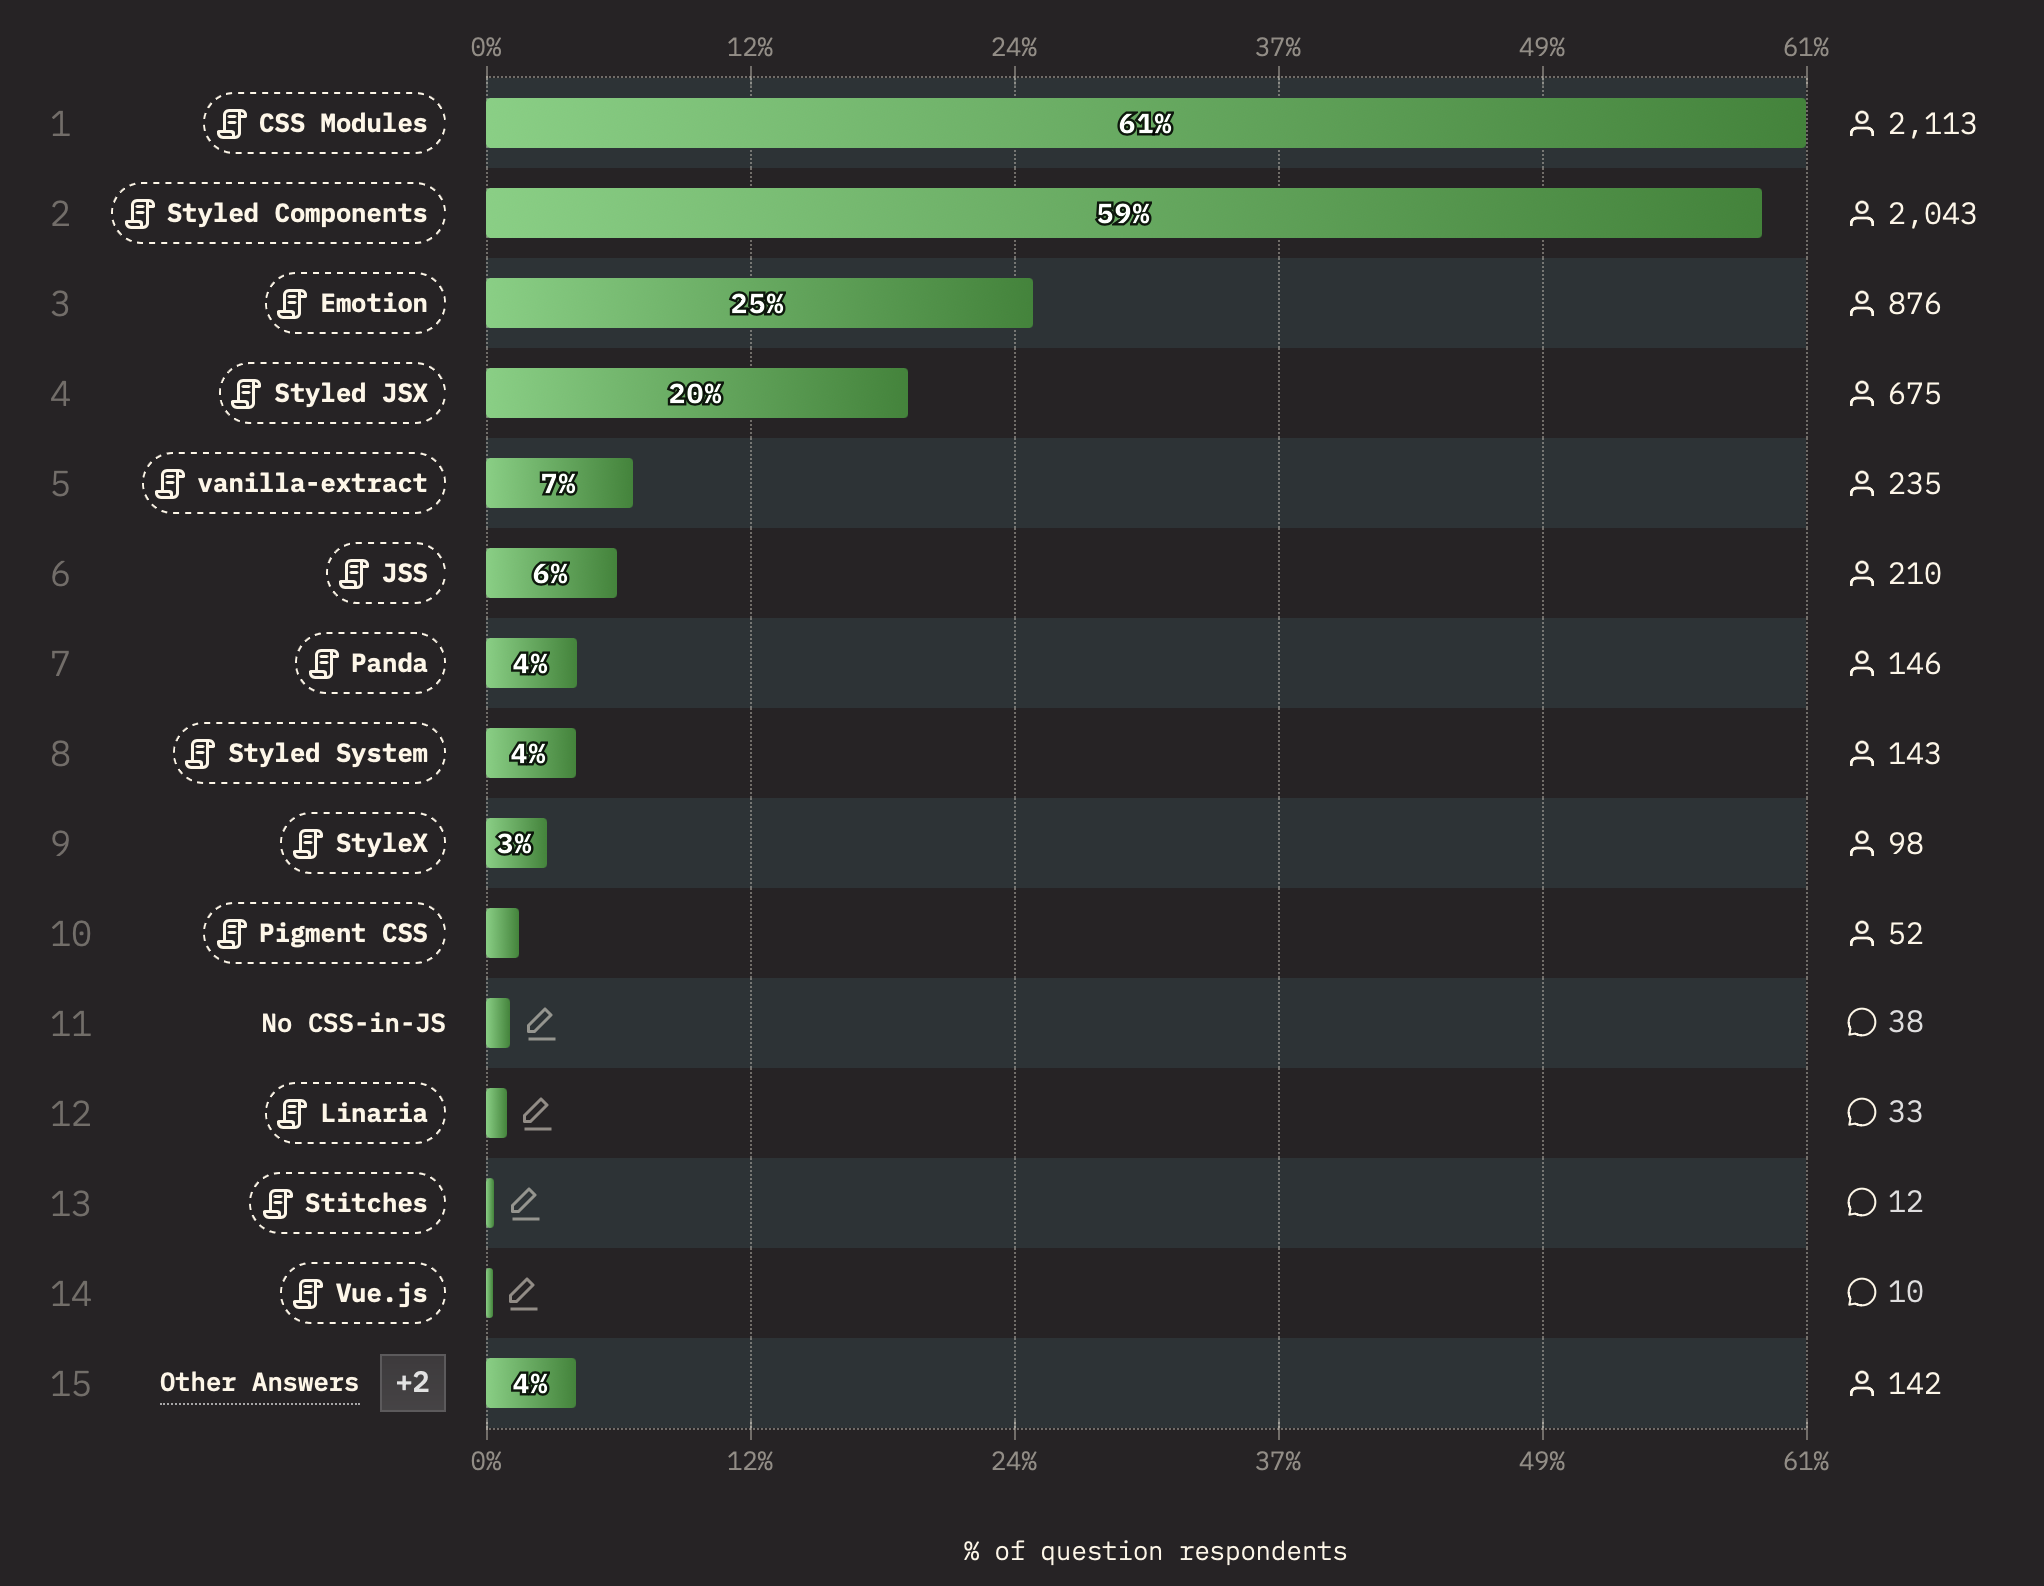 0% 12% 24% 37% 49% 61%
1 CSS Modules 61% 2,113
2 Styled Components 59% 2,043
3 Emotion 25% 876
4 Styled JSX 20% 675
5 vanilla-extract 7% 235
6 JSS 6% 210
7 Panda 4% 146
8 Styled System 4% 143
9 StyleX 3% 98
10 Pigment CSS 52
11 No CSS-in-JS 38
12 Linaria 33
13 Stitches 12
14 Vue.js 10
15 Other Answers +2 4% 142
0% 12% 24% 37% 49% 61%
% of question respondents